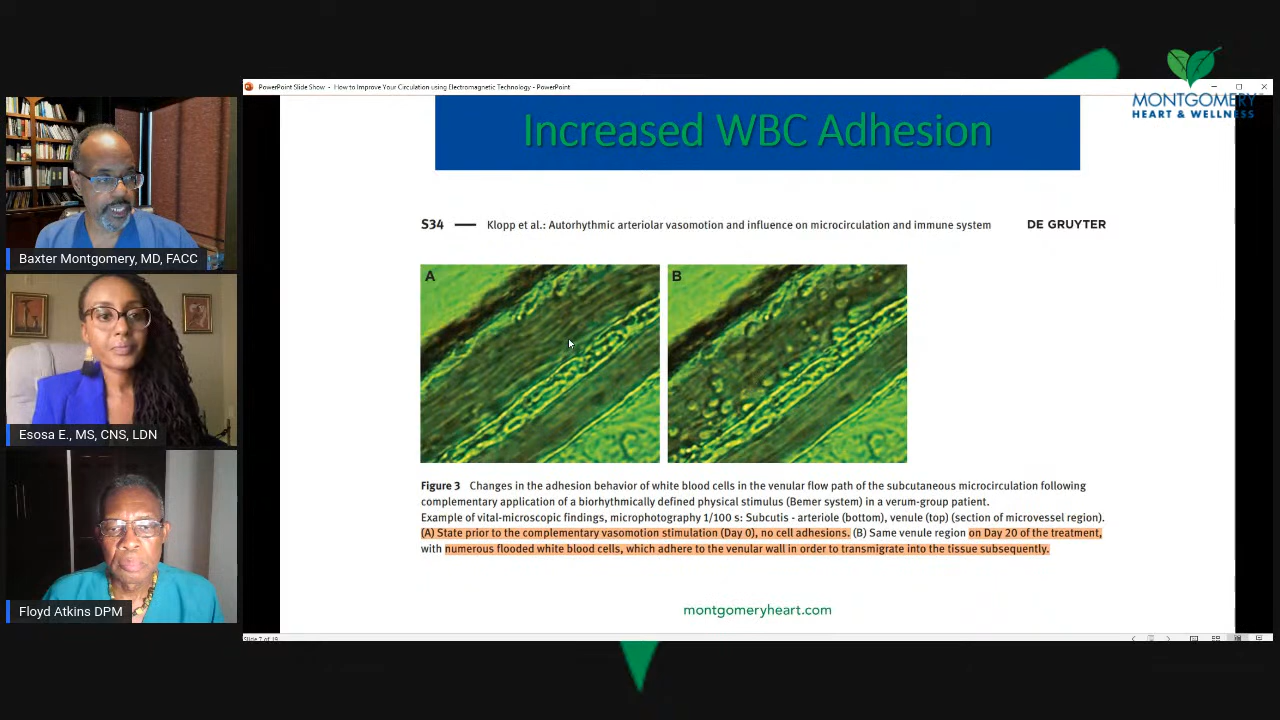 PowerPoint Slide Show - How to Improve Your Circulation using Electromagnetic Technology - PowerPoint
MONTGOMERY
HEART & WELLNESS
Increased WBC Adhesion
S34 — Klopp et al.: Autorhythmic arteriolar vasomotion and influence on microcirculation and immune system DE GRUYTER
A B
Figure 3 Changes in the adhesion behavior of white blood cells in the venular flow path of the subcutaneous microcirculation following
complementary application of a biorhythmically defined physical stimulus (Bemer system) in a verum-group patient.
Example of vital-microscopic findings, microphotography 1/100 s: Subcutis - arteriole (bottom), venule (top) (section of microvessel region).
(A) State prior to the complementary vasomotion stimulation (Day 0), no cell adhesions. (B) Same venule region on Day 20 of the treatment,
with numerous flooded white blood cells, which adhere to the venular wall in order to transmigrate into the tissue subsequently.
montgomeryheart.com
Slide 7 of 19
Baxter Montgomery, MD, FACC
Esosa E., MS, CNS, LDN
Floyd Atkins DPM